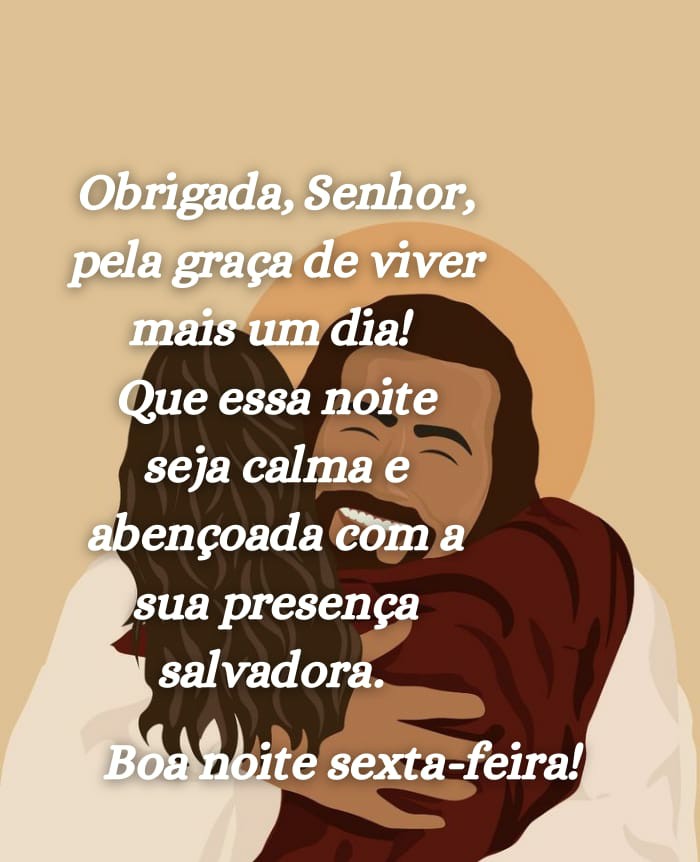 Obrigada, Senhor,
pela graça de viver
mais um dia!
Que essa noite
seja calma e
abençoada com a
sua presença
salvadora.
Boa noite sexta-feira!